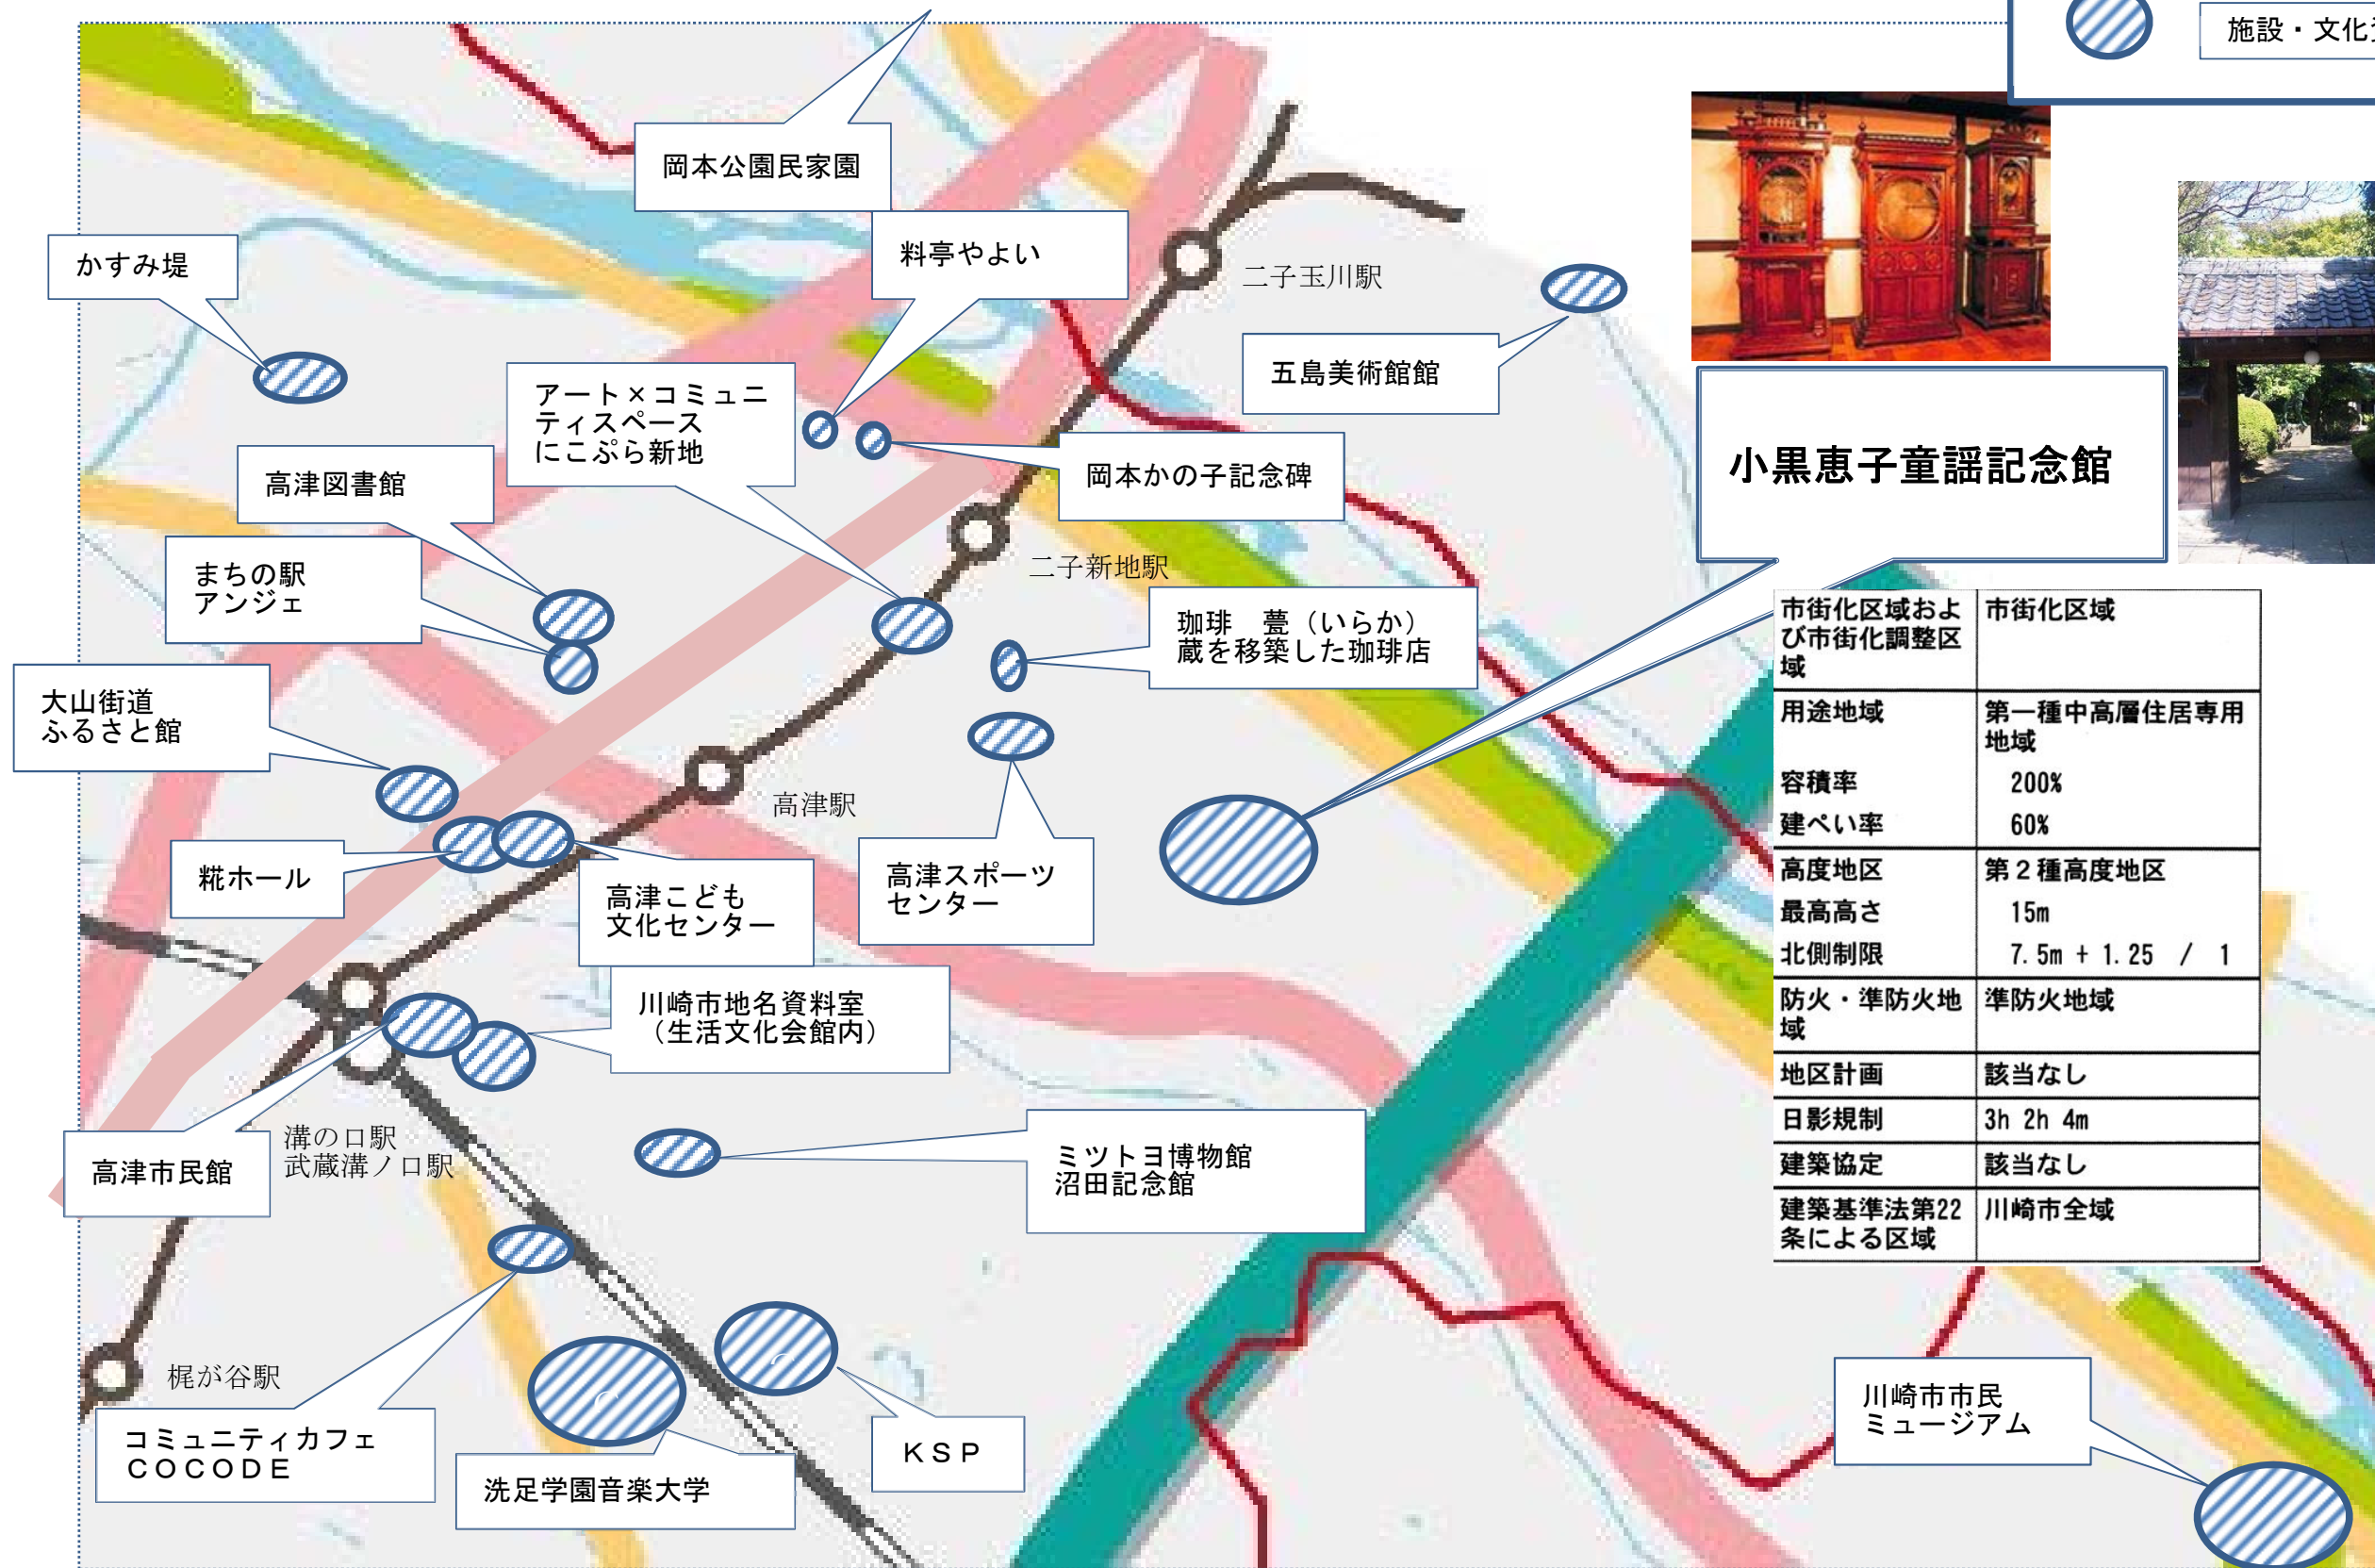 施設・文化
岡本公園民家園
料亭やよい
かすみ堤
二子玉川駅
五島美術館館
アート×コミュニ
ティスペース
にこぷら新地
高津図書館
岡本かの子記念碑
小黒恵子童謡記念館
まちの駅
アンジェ
二子新地駅
珈琲　甍（いらか）
蔵を移築した珈琲店
大山街道
ふるさと館
高津駅
糀ホール
高津こども
文化センター
高津スポーツ
センター
川崎市地名資料室
（生活文化会館内）
高津市民館
溝の口駅
武蔵溝ノ口駅
ミツトヨ博物館
沼田記念館
梶が谷駅
コミュニティカフェ
ＣＯＣＯＤＥ
洗足学園音楽大学
ＫＳＰ
川崎市市民
ミュージアム
市街化区域およ
び市街化調整区
域
市街化区域
用途地域
第一種中高層住居専用
地域
容積率
200%
建ぺい率
60%
高度地区
第２種高度地区
最高高さ
15m
北側制限
7.5m + 1.25 / 1
防火・準防火地
域
準防火地域
地区計画
該当なし
日影規制
3h 2h 4m
建築協定
該当なし
建築基準法第22
条による区域
川崎市全域